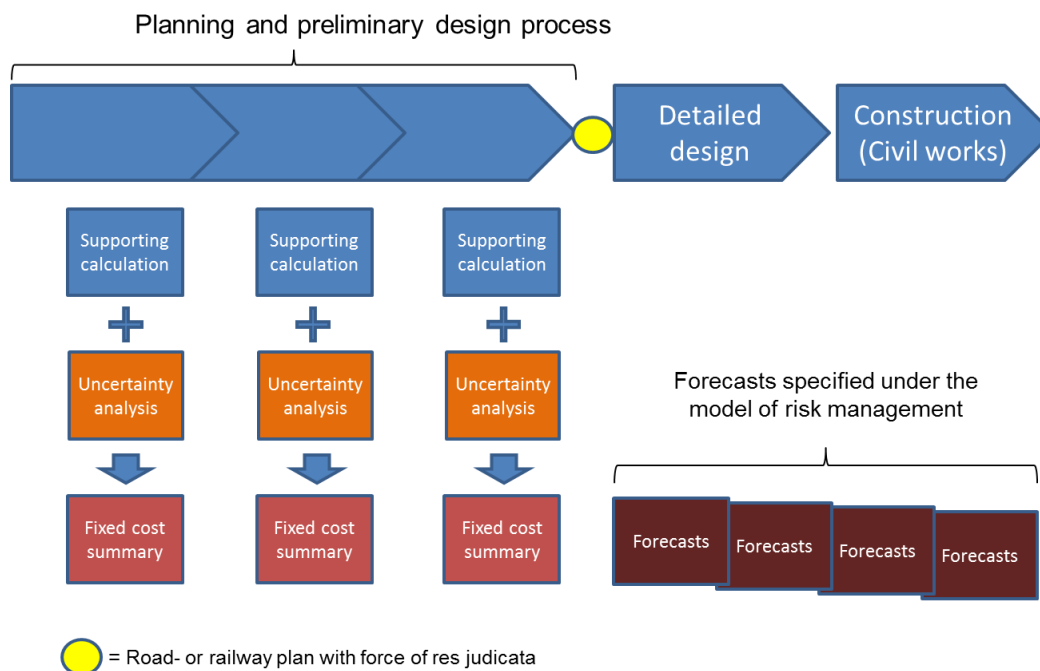 Planning and preliminary design process
Detailed
design
Construction
(Civil works)
Supporting
calculation
Supporting
calculation
Supporting
calculation
Uncertainty
analysis
Uncertainty
analysis
Uncertainty
analysis
Forecasts specified under the
model of risk management
Fixed cost
summary
Fixed cost
summary
Fixed cost
summary
Forecasts
Forecasts
Forecasts
Forecasts
= Road- or railway plan with force of res judicata